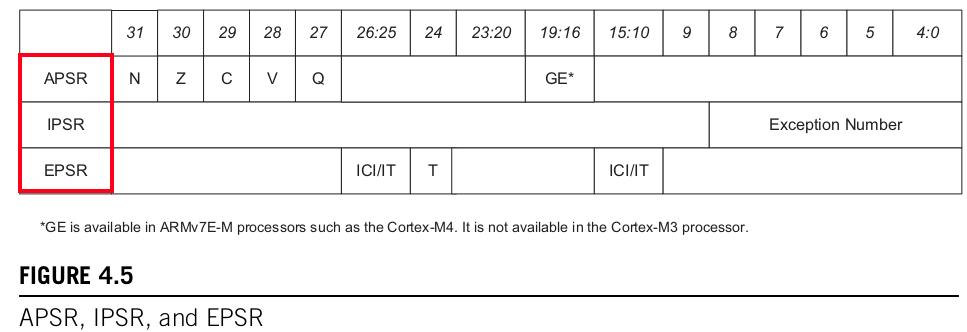 31 30 29 28 27 26:25 24 23:20 19:16 15:10 9 8 7 6 5 4:0
APSR N Z C V Q GE*
IPSR Exception Number
EPSR ICI/IT T ICI/IT
*GE is available in ARMv7E-M processors such as the Cortex-M4. It is not available in the Cortex-M3 processor.
FIGURE 4.5
APSR, IPSR, and EPSR